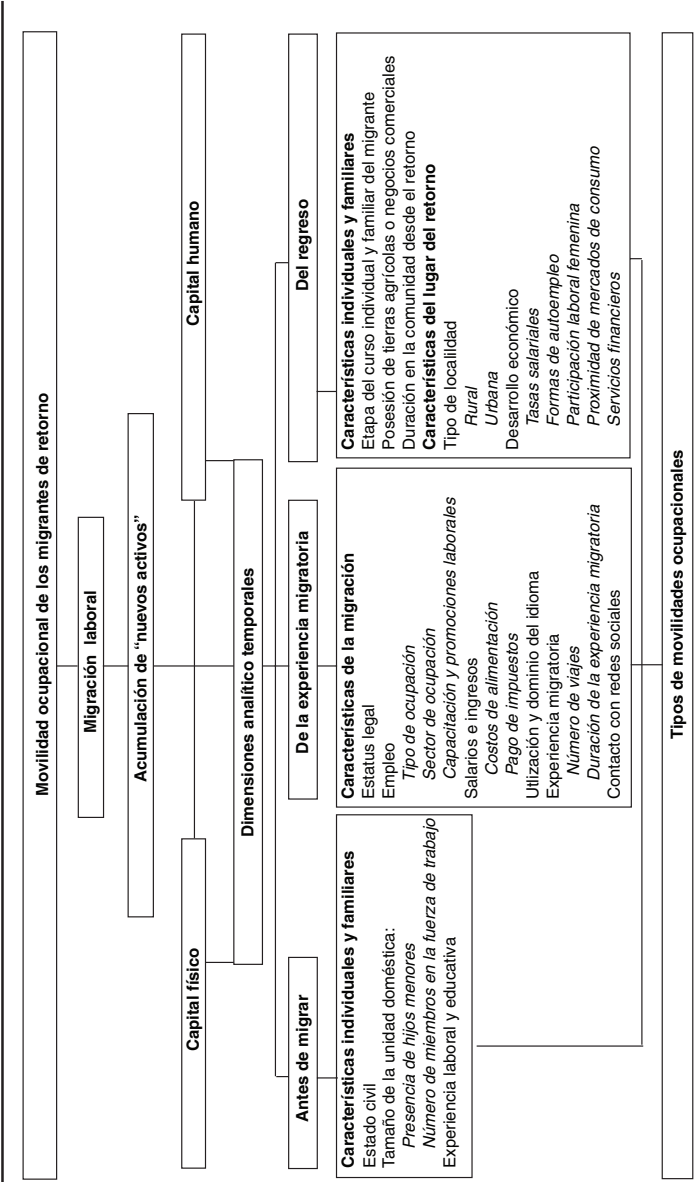 Movilidad ocupacional de los migrantes de retorno
Migración laboral
Acumulación de “nuevos activos”
Capital físico
Capital humano
Dimensiones analítico temporales
Antes de migrar
De la experiencia migratoria
Del regreso
Características individuales y familiares
Estado civil
Tamaño de la unidad doméstica:
Presencia de hijos menores
Número de miembros en la fuerza de trabajo
Experiencia laboral y educativa
Características de la migración
Estatus legal
Empleo
Tipo de ocupación
Sector de ocupación
Capacitación y promociones laborales
Salarios e ingresos
Costos de alimentación
Pago de impuestos
Utlización y dominio del idioma
Experiencia migratoria
Número de viajes
Duración de la experiencia migratoria
Contacto con redes sociales
Características individuales y familiares
Etapa del curso individual y familiar del migrante
Posesión de tierras agrícolas o negocios comerciales
Duración en la comunidad desde el retorno
Características del lugar del retorno
Tipo de localilidad
Rural
Urbana
Desarrollo económico
Tasas salariales
Formas de autoempleo
Participación laboral femenina
Proximidad de mercados de consumo
Servicios financieros
Tipos de movilidades ocupacionales